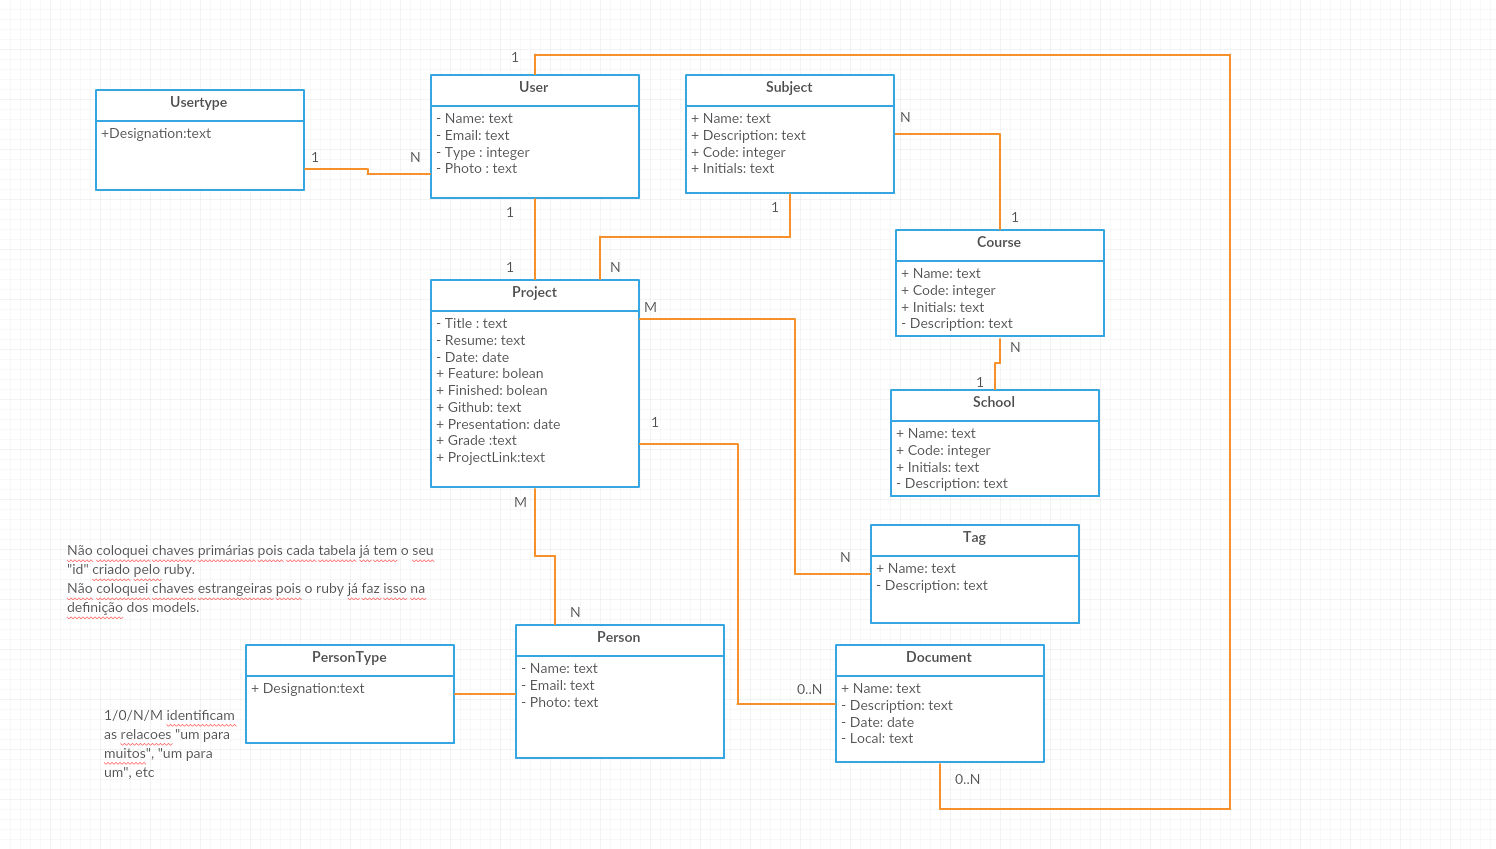 1
User
- Name: text
- Email: text
- Type : integer
- Photo : text
Subject
+ Name: text
+ Description: text
+ Code: integer
+ Initials: text
Usertype
+Designation:text
1
N
N
1
1
1
1
N
Course
+ Name: text
+ Code: integer
+ Initials: text
- Description: text
N
1
Project
- Title : text
- Resume: text
- Date: date
+ Feature: bolean
+ Finished: bolean
+ Github: text
+ Presentation: date
+ Grade :text
+ ProjectLink:text
M
1
M
School
+ Name: text
+ Code: integer
+ Initials: text
- Description: text
Tag
+ Name: text
- Description: text
N
Não coloquei chaves primárias pois cada tabela já tem o seu
"id" criado pelo ruby.
Não coloquei chaves estrangeiras pois o ruby já faz isso na
definição dos models.
N
Person
- Name: text
- Email: text
- Photo: text
PersonType
+ Designation:text
Document
+ Name: text
- Description: text
- Date: date
- Local: text
0..N
0..N
1/0/N/M identificam
as relacoes "um para
muitos", "um para
um", etc